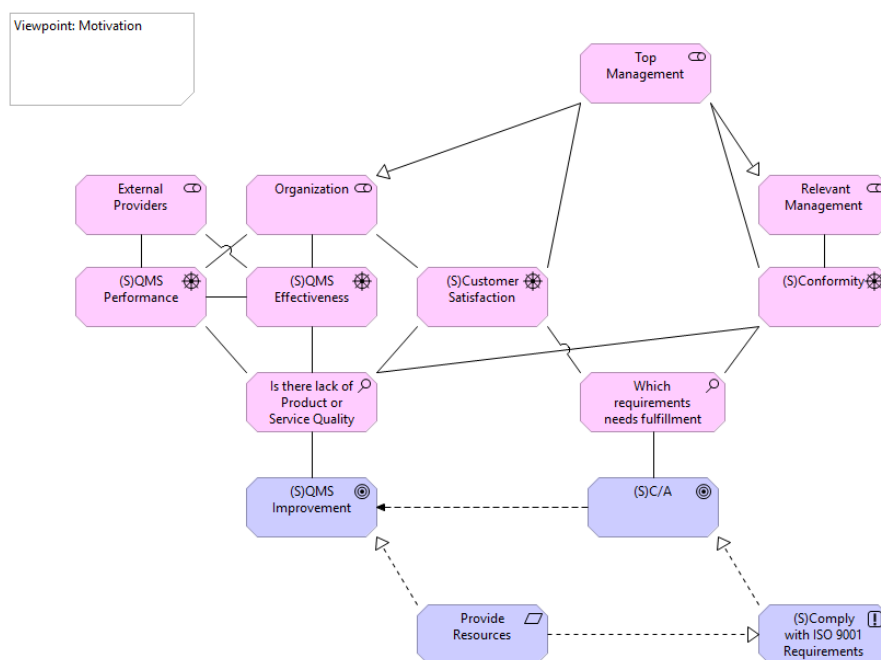 Viewpoint: Motivation
Top
Management
External
Providers
Organization
Relevant
Management
(S)QMS
Performance
(S)QMS
Effectiveness
(S)Customer
Satisfaction
(S)Conformity
Is there lack of
Product or
Service Quality
Which
requirements
needs fulfillment
(S)QMS
Improvement
(S)C/A
Provide
Resources
(S)Comply
with ISO 9001
Requirements